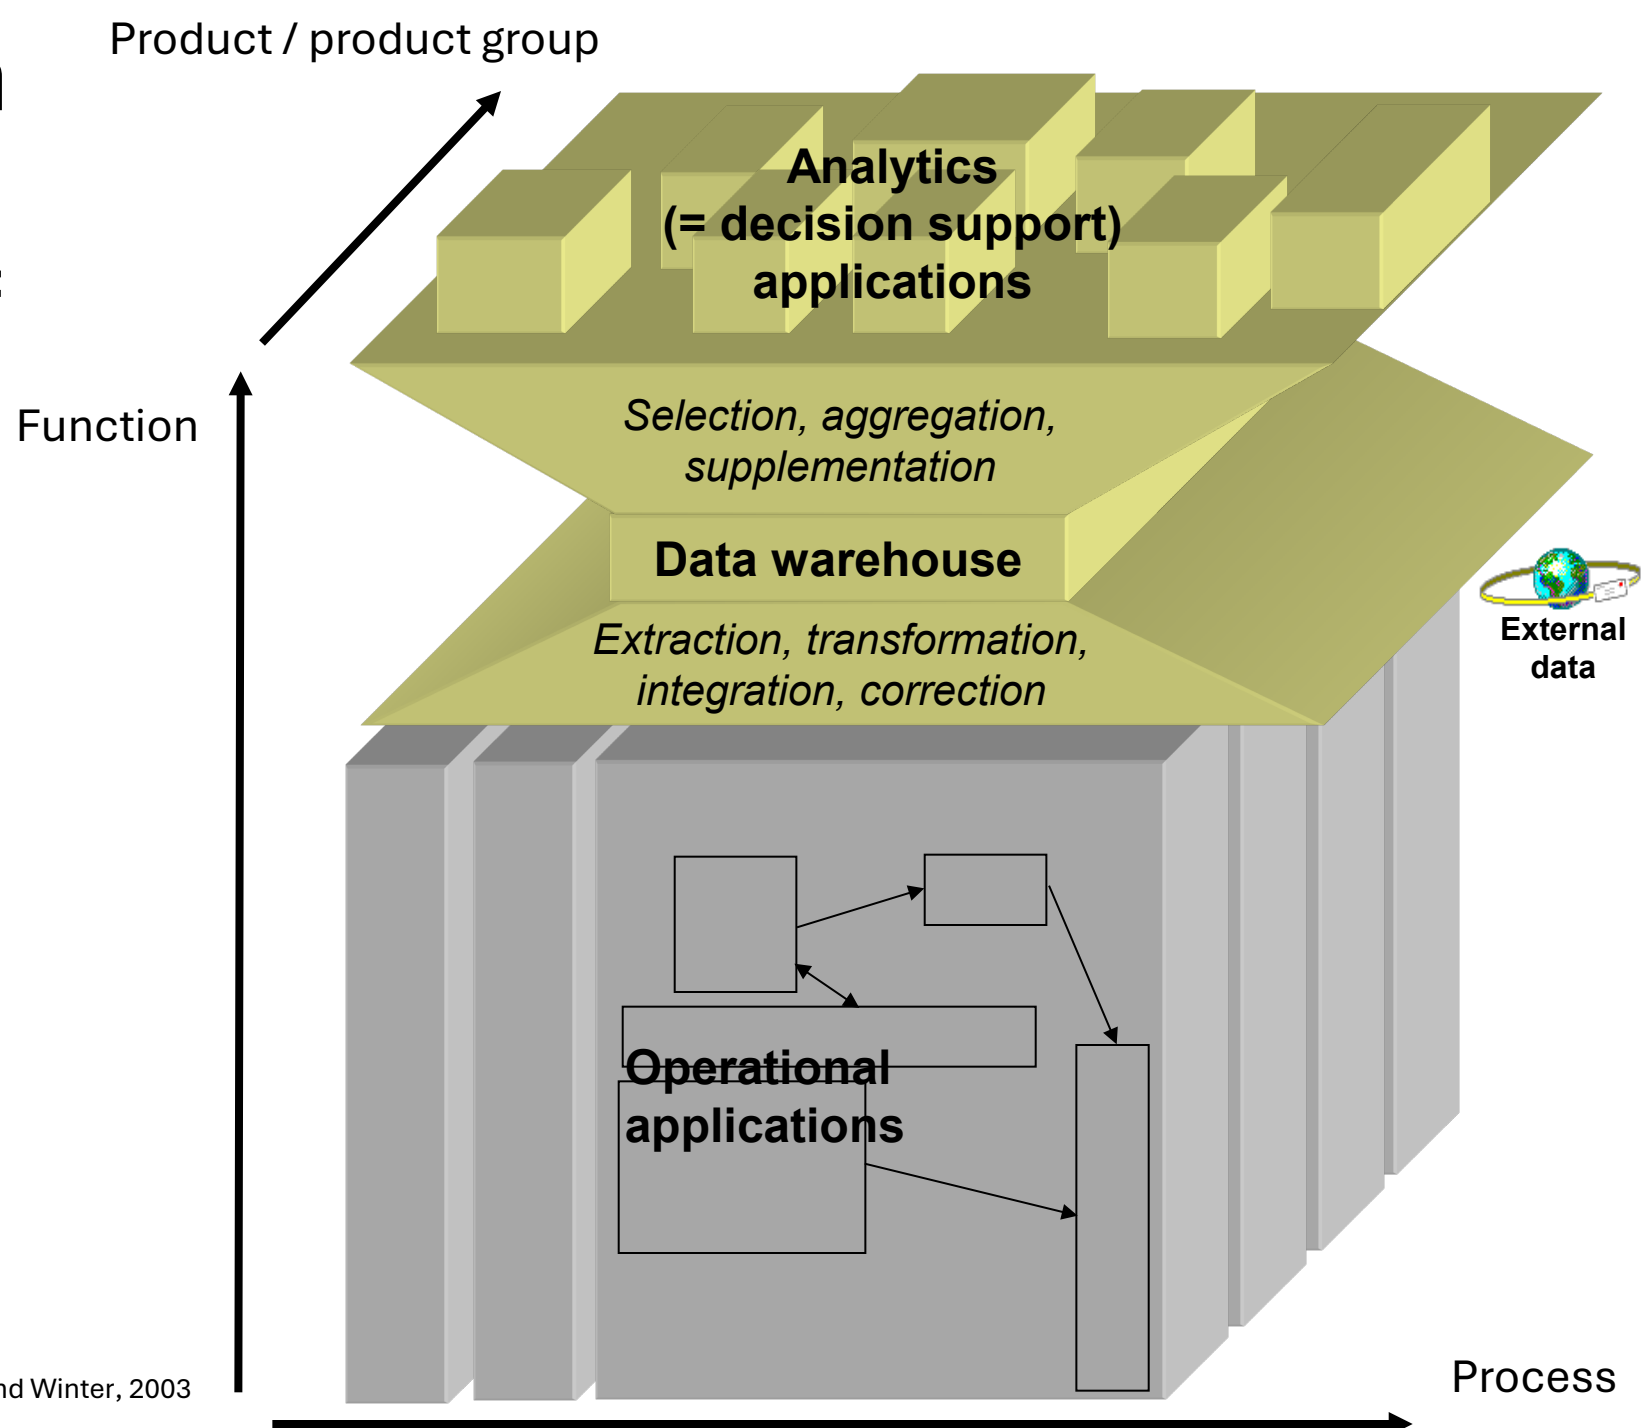 Product / product group
Analytics
(= decision support)
applications
Function
Selection, aggregation,
supplementation
Data warehouse
Extraction, transformation,
integration, correction
External
data
Operational
applications
Winter, 2003
Process